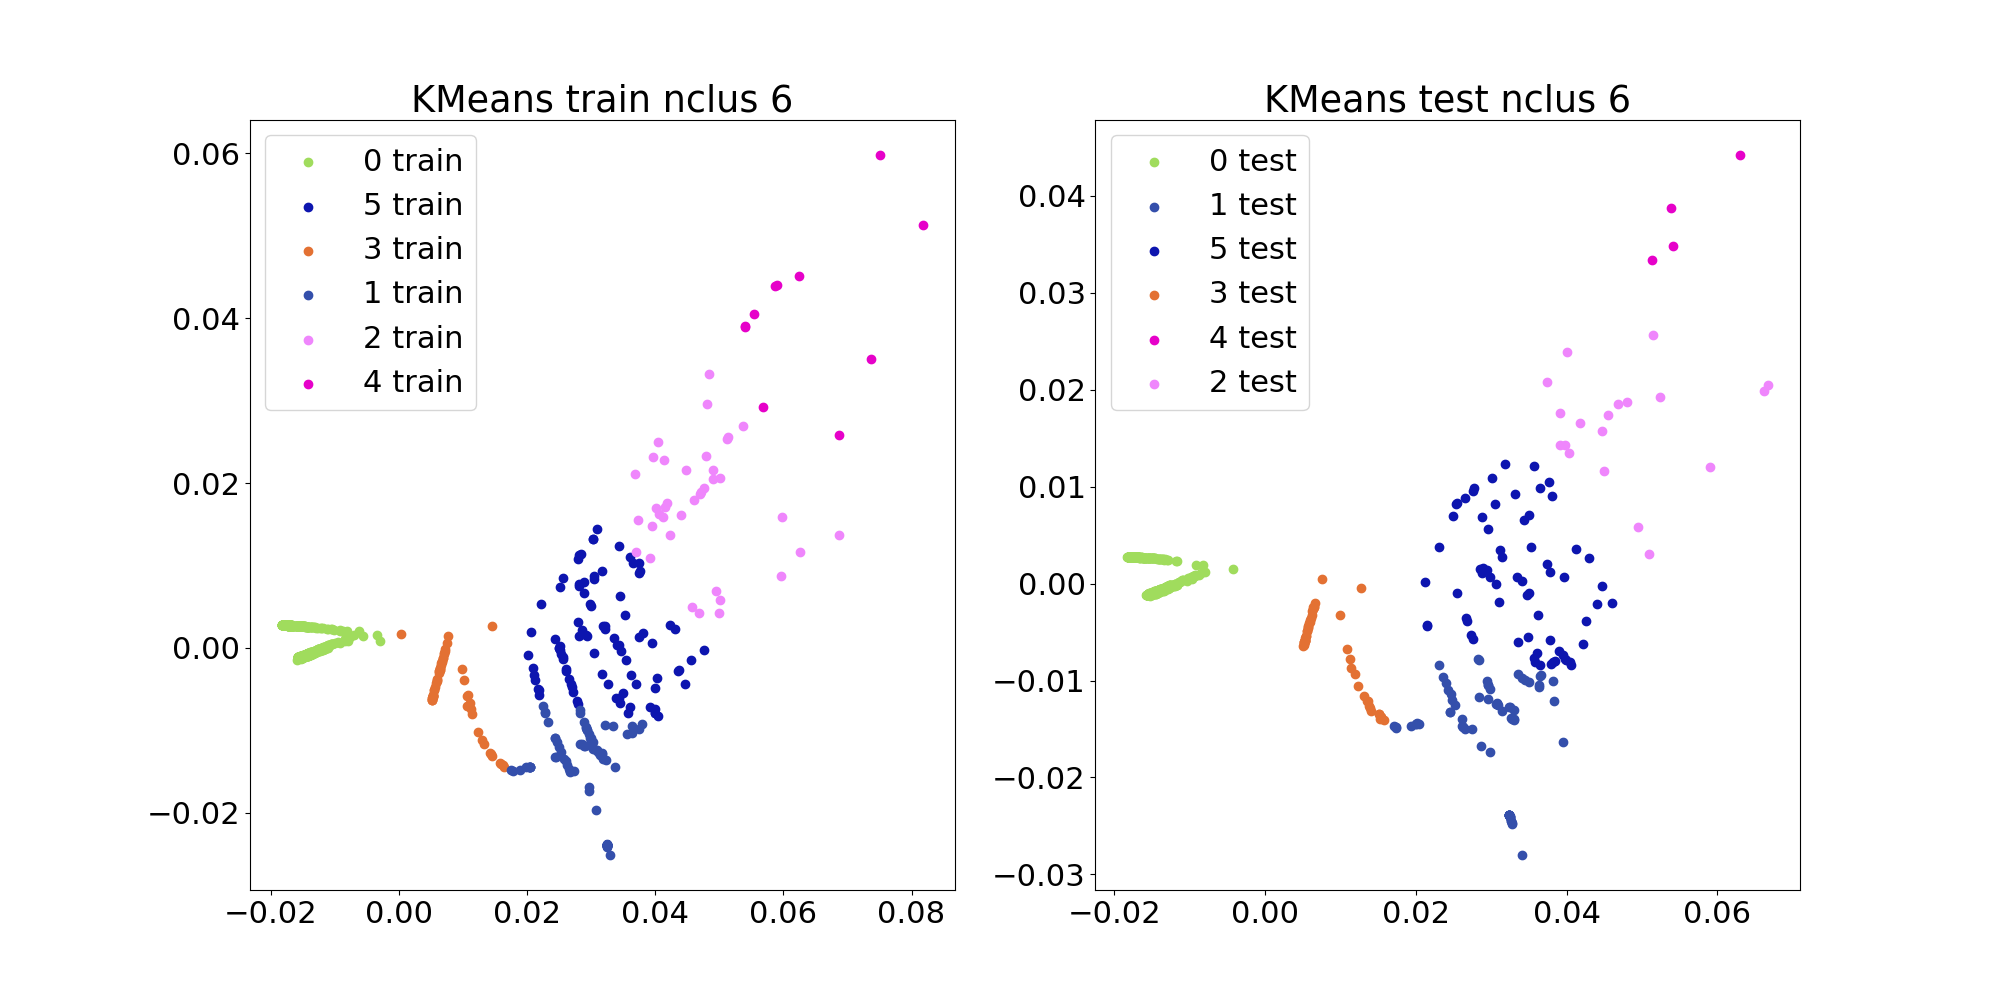 KMeans train nclus 6
0.06
0.04
0.02
0.00
−0.02
0 train
5 train
3 train
1 train
2 train
4 train
−0.02 0.00 0.02 0.04 0.06 0.08
KMeans test nclus 6
0.04
0.03
0.02
0.01
0.00
−0.01
−0.02
−0.03
0 test
1 test
5 test
3 test
4 test
2 test
−0.02 0.00 0.02 0.04 0.06